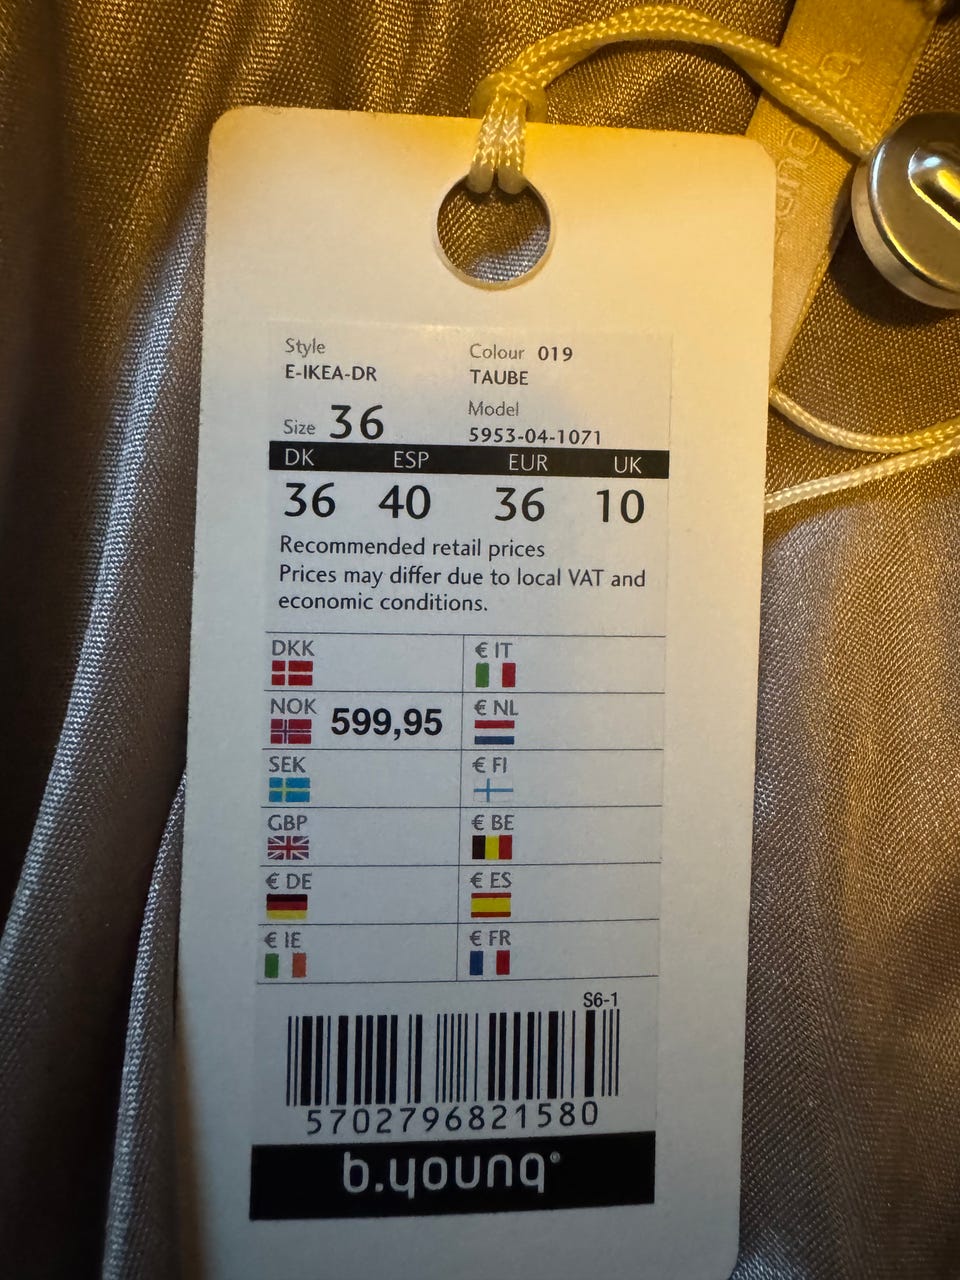 Style
E-IKEA-DR
Colour 019
TAUBE
Size 36
Model
5953-04-1071
DK ESP EUR UK
36 40 36 10
Recommended retail prices
Prices may differ due to local VAT and
economic conditions.
DKK € IT
NOK 599,95 € NL
SEK € FI
GBP € BE
€ DE € ES
€ IE € FR
S6-1
5702796821580
b.young®